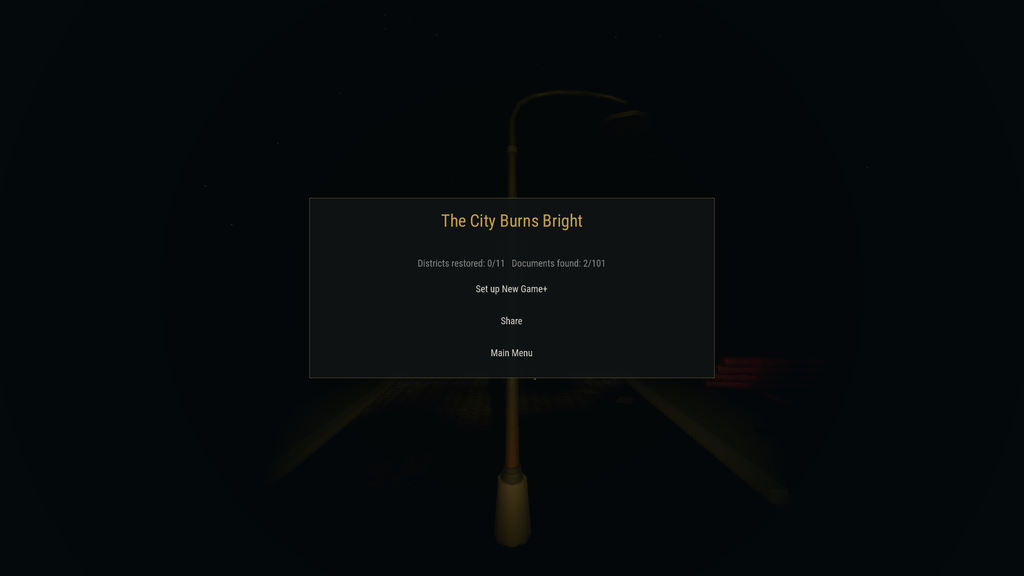 The City Burns Bright
Districts restored: 0/11 Documents found: 2/101
Set up New Game+
Share
Main Menu